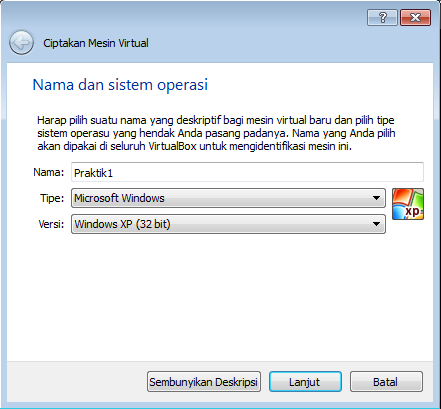 Ciptakan Mesin Virtual
Nama dan sistem operasi
Harap pilih suatu nama yang deskriptif bagi mesin virtual baru dan pilih tipe
sistem operasu yang hendak Anda pasang padanya. Nama yang Anda pilih
akan dipakai di seluruh VirtualBox untuk mengidentifikasi mesin ini.
Nama: Praktik1
Tipe: Microsoft Windows
xp
Versi: Windows XP (32 bit)
Sembunyikan Deskripsi Lanjut Batal